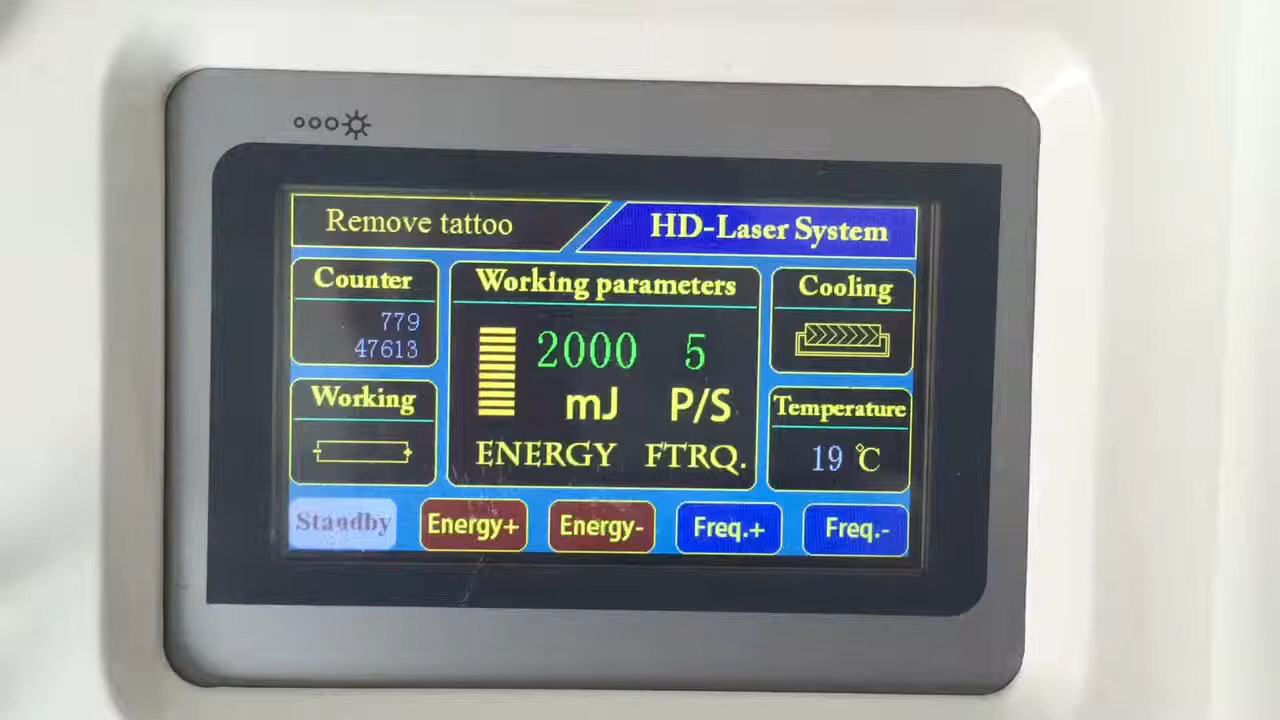 Remove tattoo
HD-Laser System
Counter
779
47613
Working
Working parameters
2000 5
mJ P/S
ENERGY FTRQ.
Cooling
Temperature
19 ℃
Standby
Energy+
Energy-
Freq.+
Freq.-